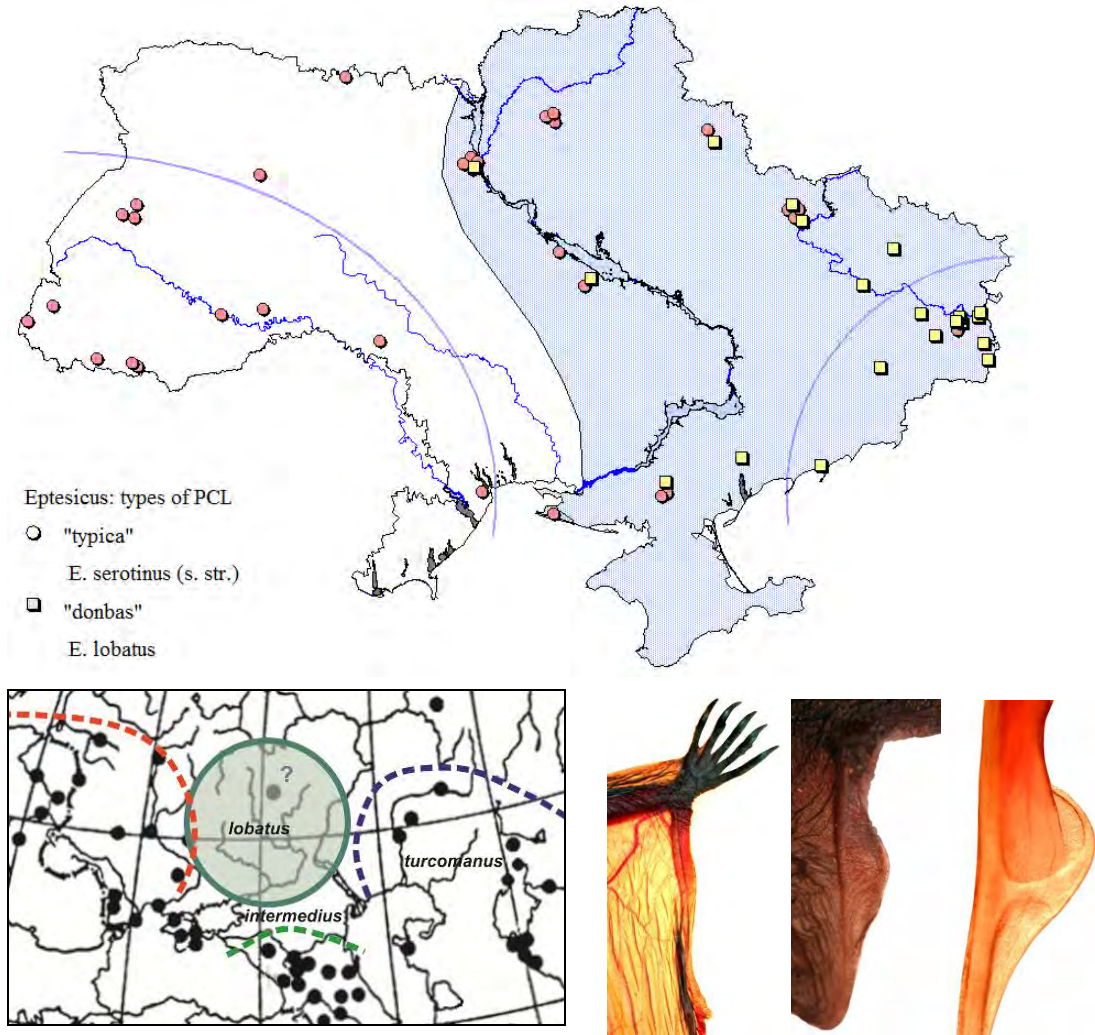 Eptesicus: types of PCL
"typica"
E. serotinus (s. str.)
"donbas"
E. lobatus
?
lobatus
turcomanus
intermedius